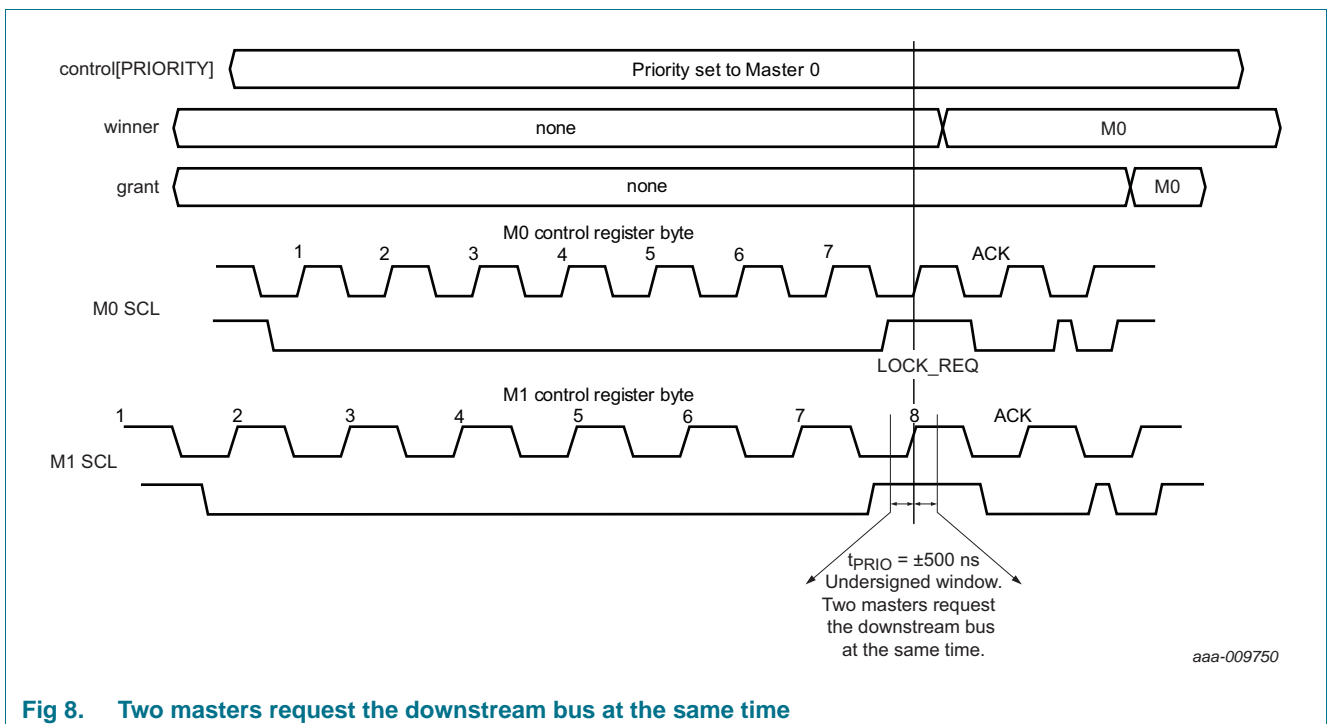 control[PRIORITY]
Priority set to Master 0
winner
none
M0
grant
none
M0
M0 control register byte
1 2 3 4 5 6 7 ACK
M0 SCL
LOCK_REQ
M1 control register byte
1 2 3 4 5 6 7 8 ACK
M1 SCL
tPRIO = ±500 ns
Undersigned window.
Two masters request
the downstream bus
at the same time.
aaa-009750
Fig 8. Two masters request the downstream bus at the same time